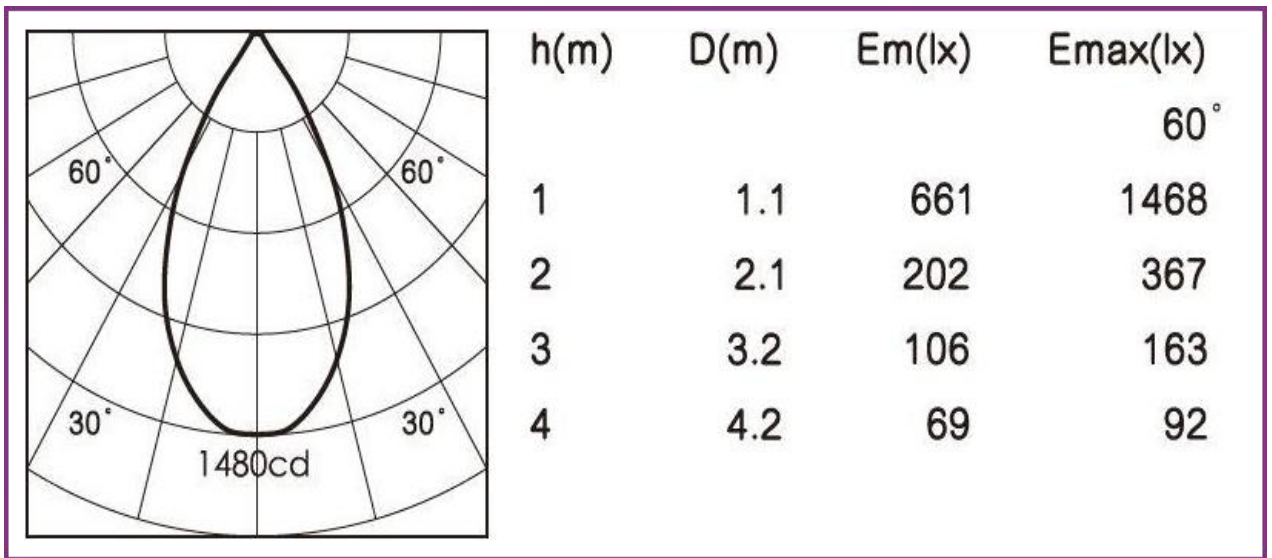 60° 60°
30° 30°
1480cd
h(m) D(m) Em(lx) Emax(lx)
60°
1 1.1 661 1468
2 2.1 202 367
3 3.2 106 163
4 4.2 69 92